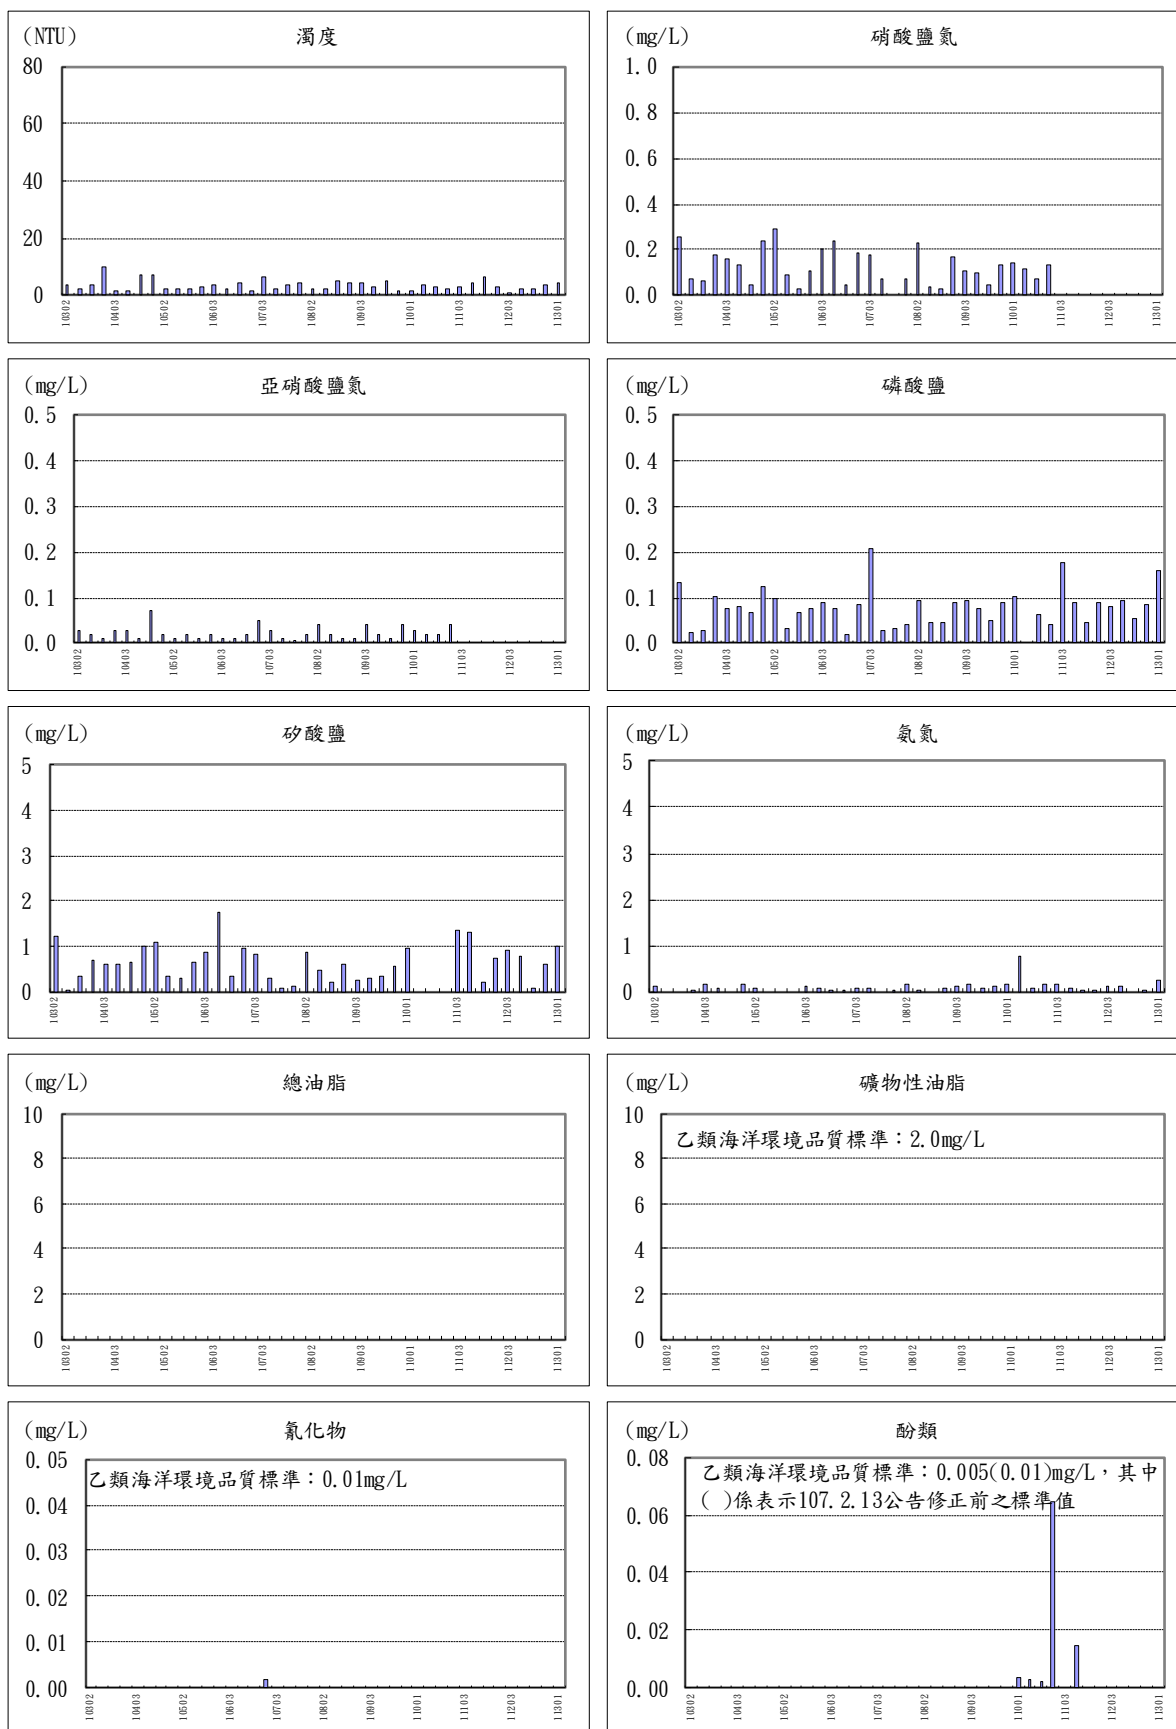 (NTU) 濁度
80
60
40
20
0
10302 10403 10502 10603 10703 10802 10903 11001 11103 11203 11301
(mg/L) 硝酸鹽氮
1.0
0.8
0.6
0.4
0.2
0.0
10302 10403 10502 10603 10703 10802 10903 11001 11103 11203 11301
(mg/L) 亞硝酸鹽氮
0.5
0.4
0.3
0.2
0.1
0.0
10302 10403 10502 10603 10703 10802 10903 11001 11103 11203 11301
(mg/L) 磷酸鹽
0.5
0.4
0.3
0.2
0.1
0.0
10302 10403 10502 10603 10703 10802 10903 11001 11103 11203 11301
(mg/L) 矽酸鹽
5
4
3
2
1
0
10302 10403 10502 10603 10703 10802 10903 11001 11103 11203 11301
(mg/L) 氨氮
5
4
3
2
1
0
10302 10403 10502 10603 10703 10802 10903 11001 11103 11203 11301
(mg/L) 總油脂
10
8
6
4
2
0
10302 10403 10502 10603 10703 10802 10903 11001 11103 11203 11301
(mg/L) 礦物性油脂
乙類海洋環境品質標準：2.0mg/L
10
8
6
4
2
0
10302 10403 10502 10603 10703 10802 10903 11001 11103 11203 11301
(mg/L) 氰化物
乙類海洋環境品質標準：0.01mg/L
0.05
0.04
0.03
0.02
0.01
0.00
10302 10403 10502 10603 10703 10802 10903 11001 11103 11203 11301
(mg/L) 酚類
乙類海洋環境品質標準：0.005(0.01)mg/L，其中
( )係表示107.2.13公告修正前之標準值
0.08
0.06
0.04
0.02
0.00
10302 10403 10502 10603 10703 10802 10903 11001 11103 11203 11301